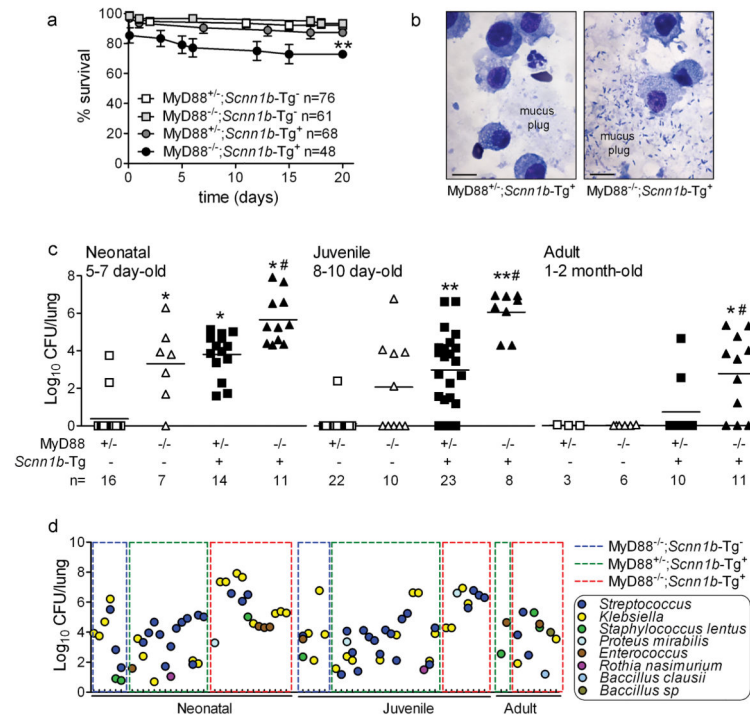 a
% survival
100
80
60
40
20
0
**
MyD88+/-;Scnn1b-Tg- n=76
MyD88-/-;Scnn1b-Tg- n=61
MyD88+/-;Scnn1b-Tg+ n=68
MyD88-/-;Scnn1b-Tg+ n=48
0 5 10 15 20
time (days)
b
mucus
plug
mucus
plug
MyD88+/-;Scnn1b-Tg+ MyD88-/-;Scnn1b-Tg+
c
Neonatal
5-7 day-old
Juvenile
8-10 day-old
Adult
1-2 month-old
Log10 CFU/lung
8
6
4
2
0
* * *# ** **# *#
MyD88 +/- -/- +/- -/- +/- -/- +/- -/- +/- -/- +/- -/-
Scnn1b-Tg - - + + - - + + - - + +
n= 16 7 14 11 22 10 23 8 3 6 10 11
d
Log10 CFU/lung
10
8
6
4
2
0
Neonatal Juvenile Adult
MyD88-/-;Scnn1b-Tg-
MyD88+/-;Scnn1b-Tg+
MyD88-/-;Scnn1b-Tg+
Streptococcus
Klebsiella
Staphylococcus lentus
Proteus mirabilis
Enterococcus
Rothia nasimurium
Baccillus clausii
Baccillus sp